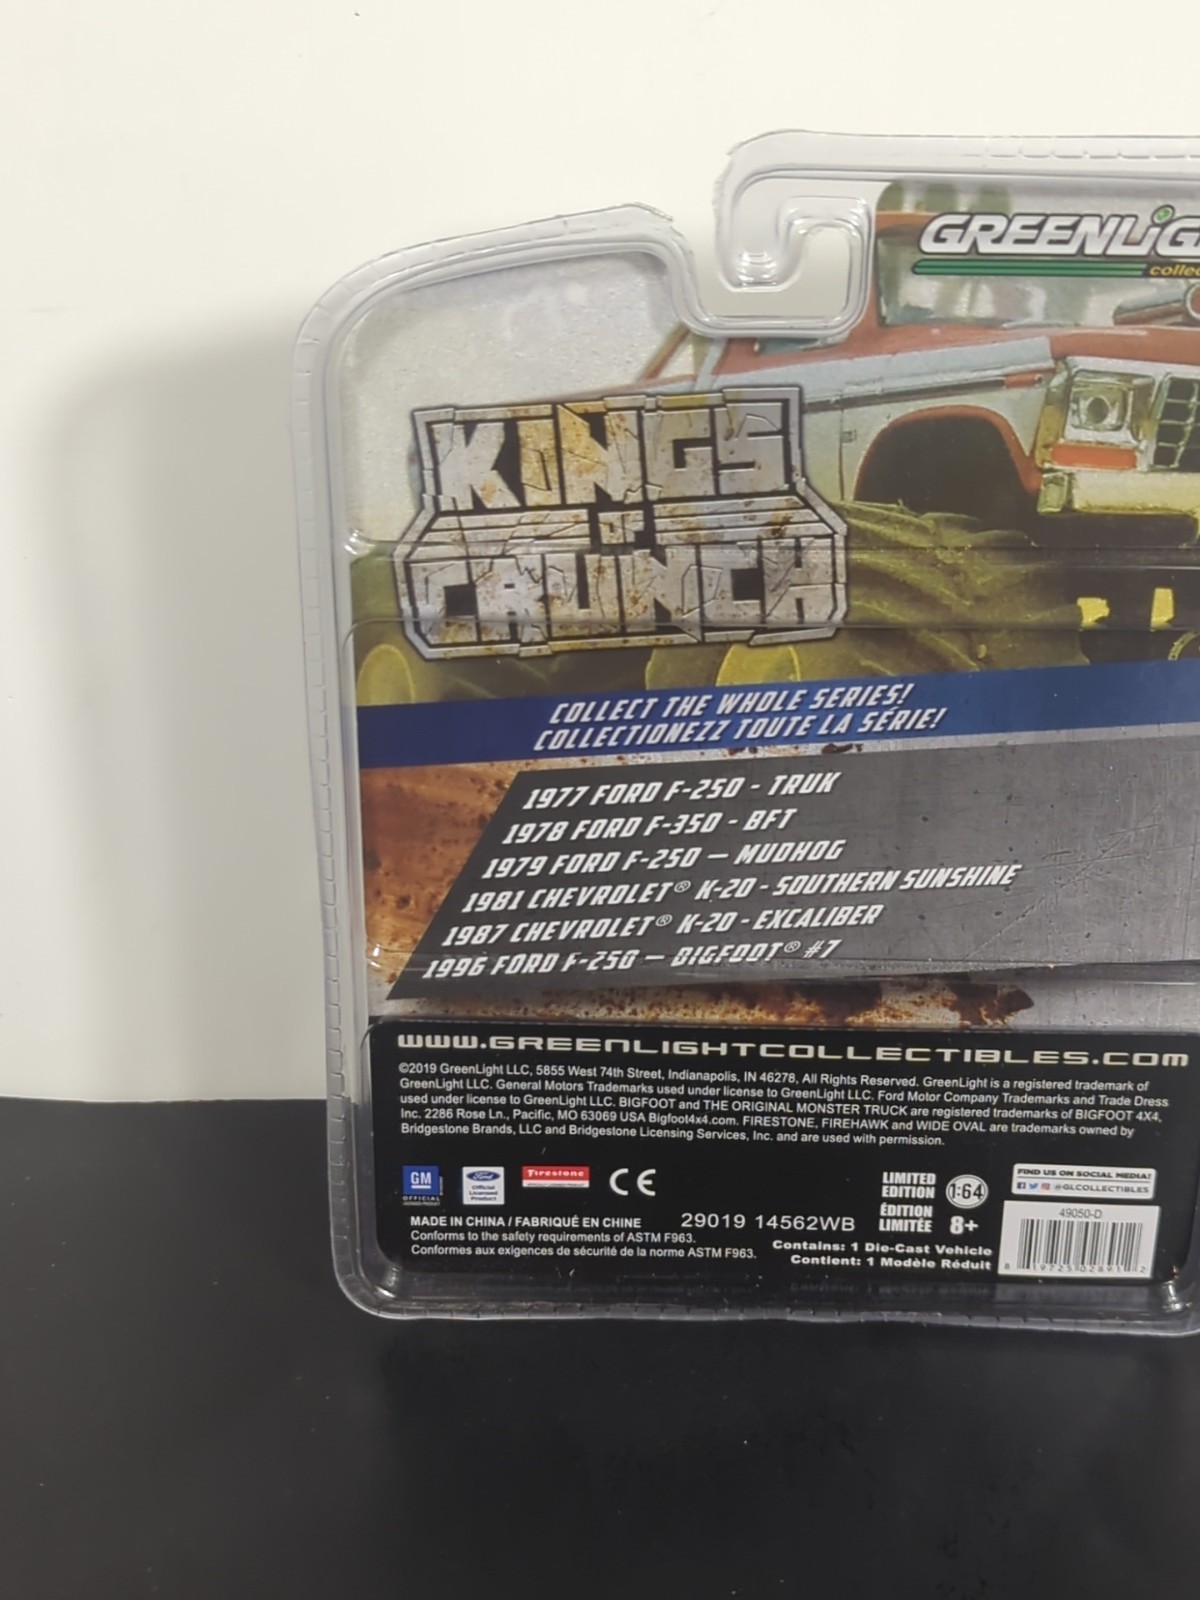 GREENLiG
collec
KINGS
OF
CRUNCH
COLLECT THE WHOLE SERIES!
COLLECTIONEZZ TOUTE LA SÉRIE!
1977 FORD F-250 - TRUK
1978 FORD F-350 - BFT
1979 FORD F-250 — MUDHOG
1981 CHEVROLET® K-20 - SOUTHERN SUNSHINE
1987 CHEVROLET® K-20 - EXCALIBER
1996 FORD F-250 — BIGFOOT® #7
WWW.GREENLIGHTCOLLECTIBLES.COM
©2019 GreenLight LLC, 5855 West 74th Street, Indianapolis, IN 46278, All Rights Reserved. GreenLight is a registered trademark of
GreenLight LLC. General Motors Trademarks used under license to GreenLight LLC. Ford Motor Company Trademarks and Trade Dress
used under license to GreenLight LLC. BIGFOOT and THE ORIGINAL MONSTER TRUCK are registered trademarks of BIGFOOT 4X4,
Inc. 2286 Rose Ln., Pacific, MO 63069 USA Bigfoot4x4.com. FIRESTONE, FIREHAWK and WIDE OVAL are trademarks owned by
Bridgestone Brands, LLC and Bridgestone Licensing Services, Inc. and are used with permission.
GM
OFFICIAL
Ford
Official
Licensed
Product
Firestone
CE
LIMITED
EDITION
ÉDITION
LIMITÉE
1:64
8+
FIND US ON SOCIAL MEDIA!
@GLCOLLECTIBLES
49050-D
MADE IN CHINA / FABRIQUÉ EN CHINE
29019 14562WB
Conforms to the safety requirements of ASTM F963.
Conformes aux exigences de sécurité de la norme ASTM F963.
Contains: 1 Die-Cast Vehicle
Contient: 1 Modèle Réduit